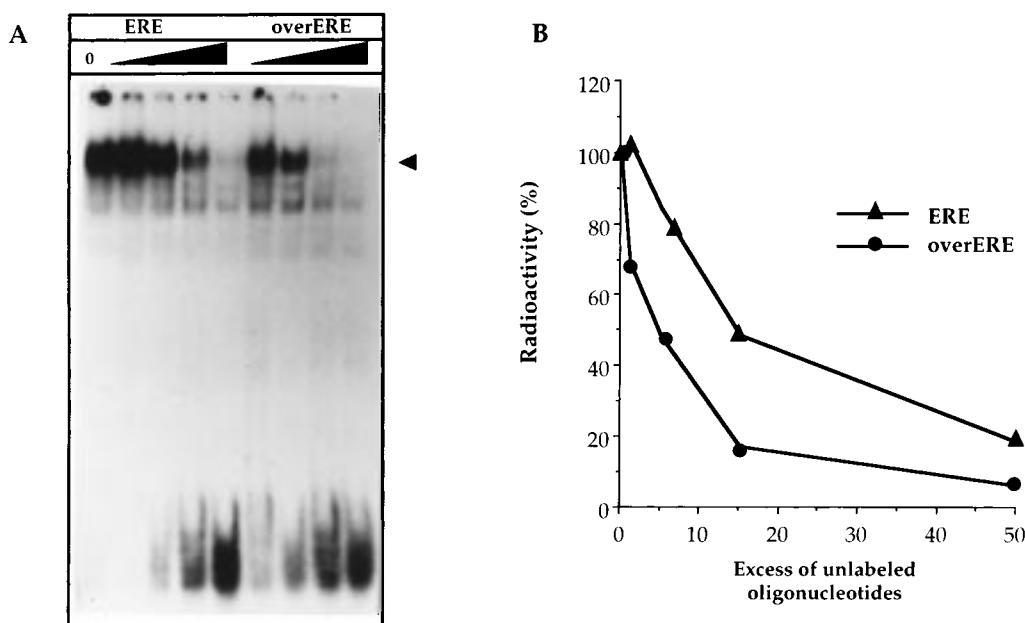 A
ERE overERE
0
B
120
100
80
60
40
20
0
Radioactivity (%)
ERE
overERE
0 10 20 30 40 50
Excess of unlabeled
oligonucleotides